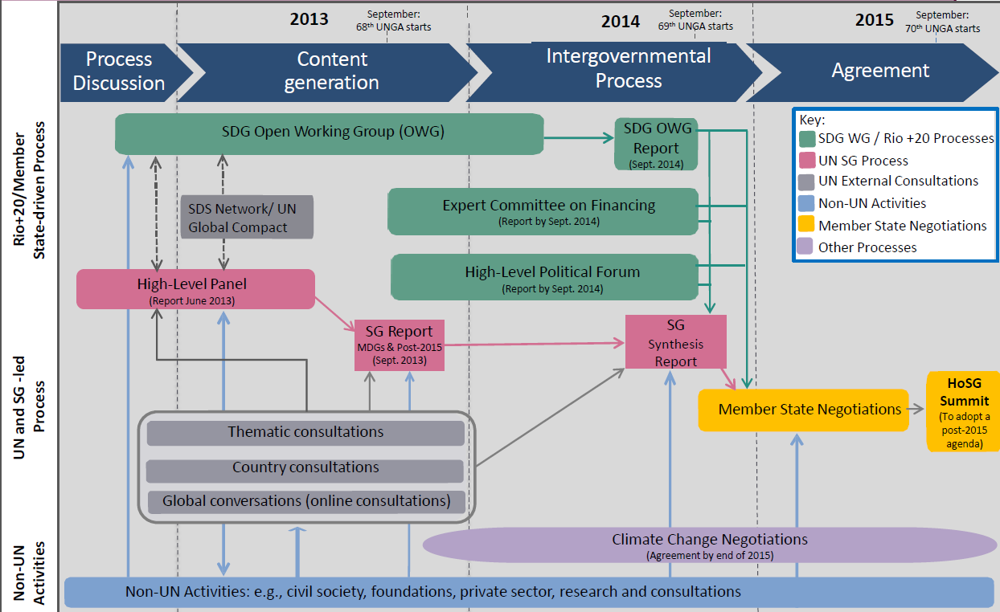 2013
September:
68th UNGA starts
2014
September:
69th UNGA starts
2015
September:
70th UNGA starts
Process
Discussion
Content
generation
Intergovernmental
Process
Agreement
Rio+20/Member
State-driven Process
SDG Open Working Group (OWG)
SDG OWG
Report
(Sept. 2014)
Key:
SDG WG / Rio +20 Processes
UN SG Process
UN External Consultations
Non-UN Activities
Member State Negotiations
Other Processes
SDS Network/ UN
Global Compact
Expert Committee on Financing
(Report by Sept. 2014)
High-Level Political Forum
(Report by Sept. 2014)
High-Level Panel
(Report June 2013)
UN and SG -led
Process
SG Report
MDGs & Post-2015
(Sept. 2013)
SG
Synthesis
Report
Member State Negotiations
HoSG
Summit
(To adopt a
post-2015
agenda)
Thematic consultations
Country consultations
Global conversations (online consultations)
Non-UN
Activities
Climate Change Negotiations
(Agreement by end of 2015)
Non-UN Activities: e.g., civil society, foundations, private sector, research and consultations